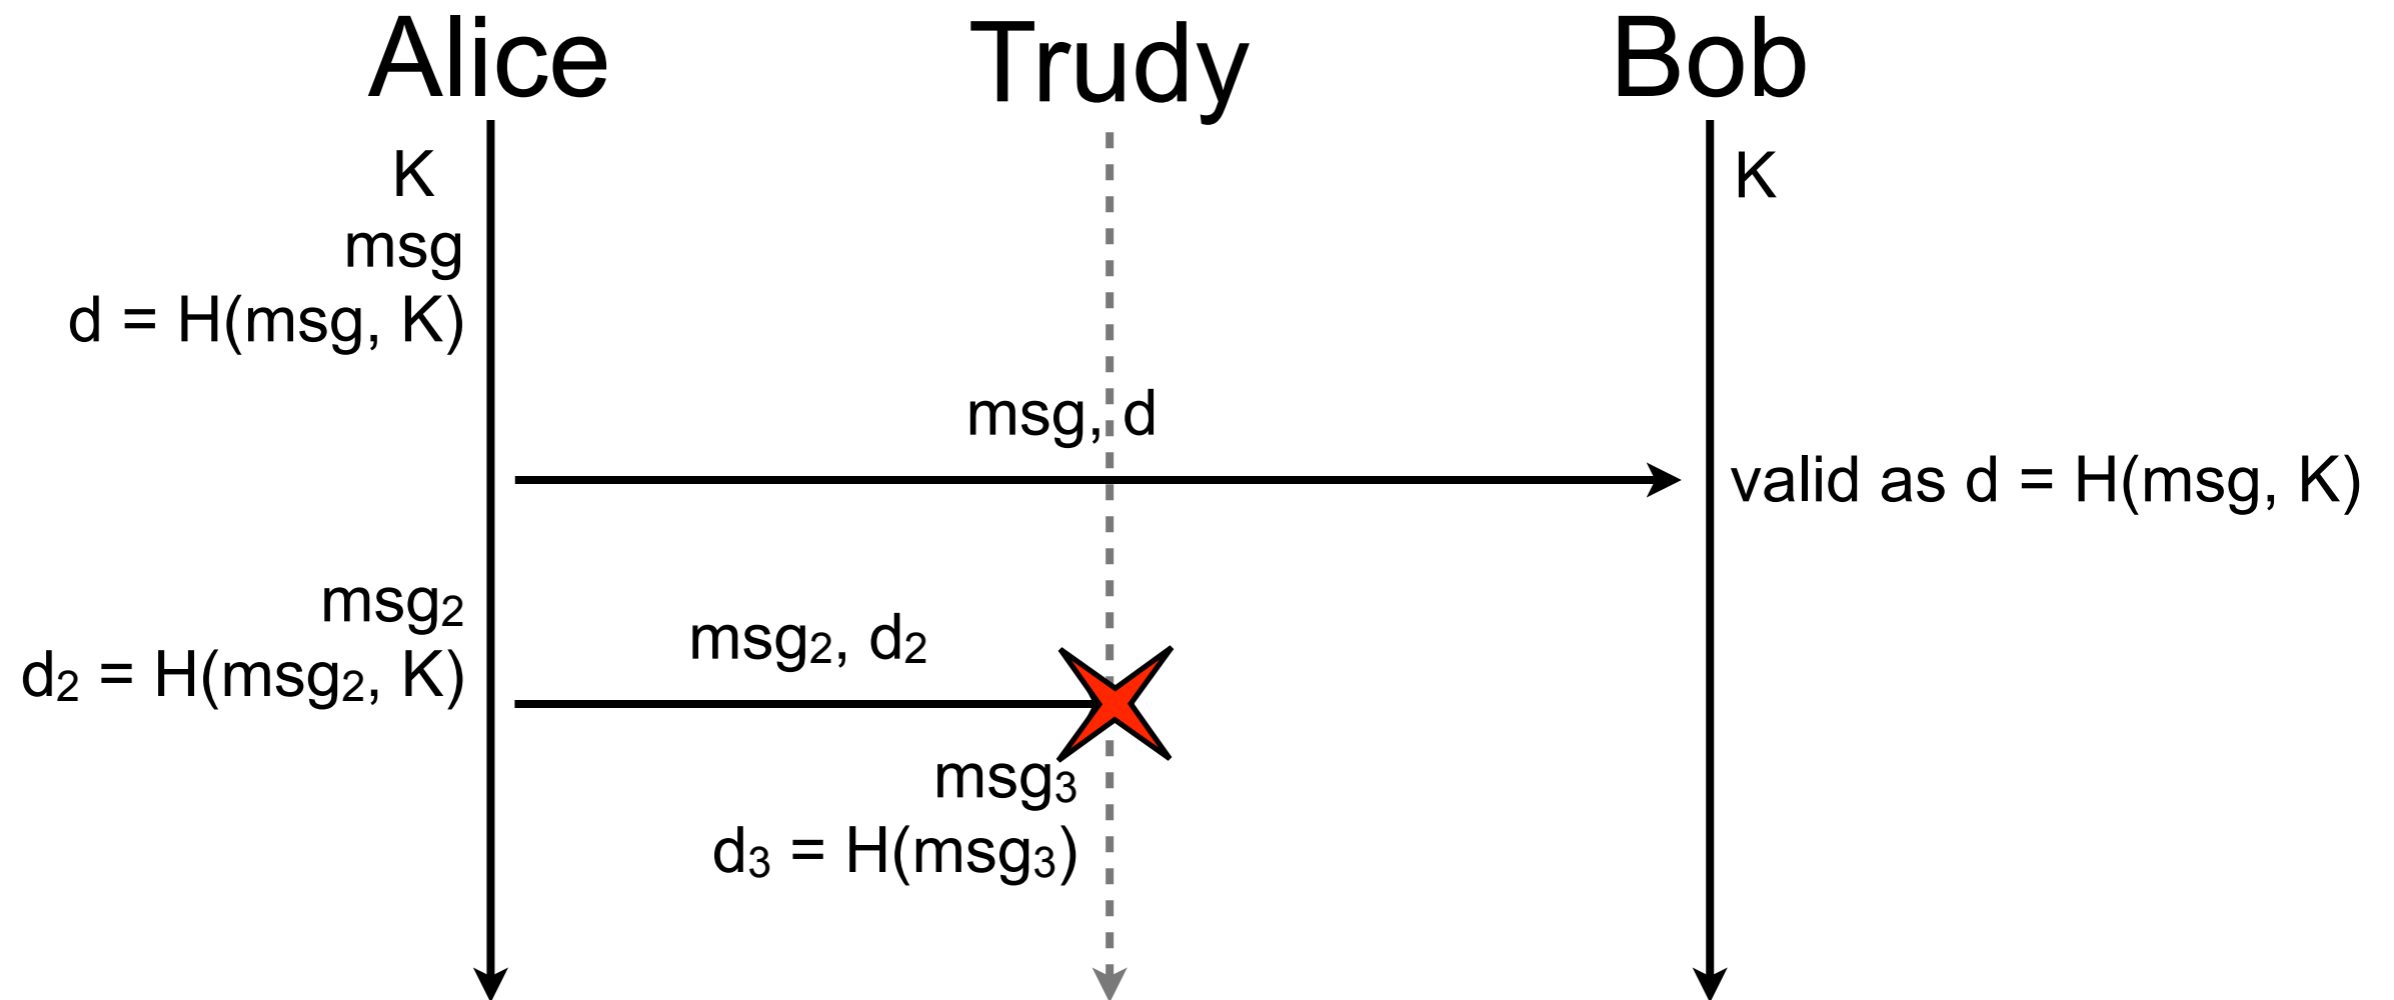 Alice Trudy Bob
K K
msg
d = H(msg, K)
msg, d
valid as d = H(msg, K)
msg₂
d₂ = H(msg₂, K)
msg₂, d₂
msg₃
d₃ = H(msg₃)